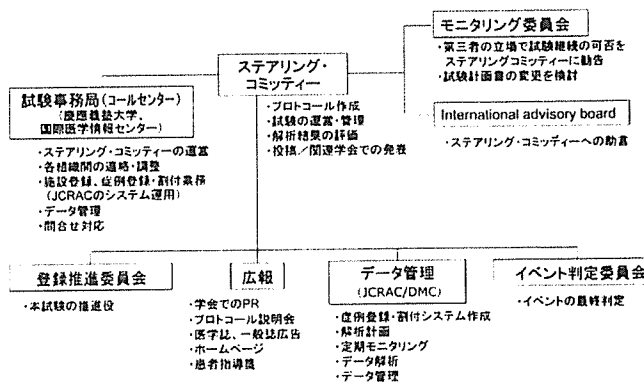 モニタリング委員会
・第三者の立場で試験継続の可否を
ステアリングコミッティーに勧告
・試験計画書の変更を検討
ステアリング・
コミッティー
・プロトコール作成
・試験の運営・管理
・解析結果の評価
・投稿／関連学会での発表
試験事務局(コールセンター)
(慶應義塾大学、
国際医学情報センター)
・ステアリング・コミッティーの運営
・各組織間の連絡・調整
・施設登録、症例登録・割付業務
(JCRACのシステム運用)
・データ管理
・問合せ対応
International advisory board
・ステアリング・コミッティーへの助言
登録推進委員会
・本試験の推進役
広報
・学会でのPR
・プロトコール説明会
・医学誌、一般誌広告
・ホームページ
・患者指導箋
データ管理
(JCRAC/DMC)
・症例登録・割付システム作成
・解析計画
・定期モニタリング
・データ解析
・データ管理
イベント判定委員会
・イベントの最終判定